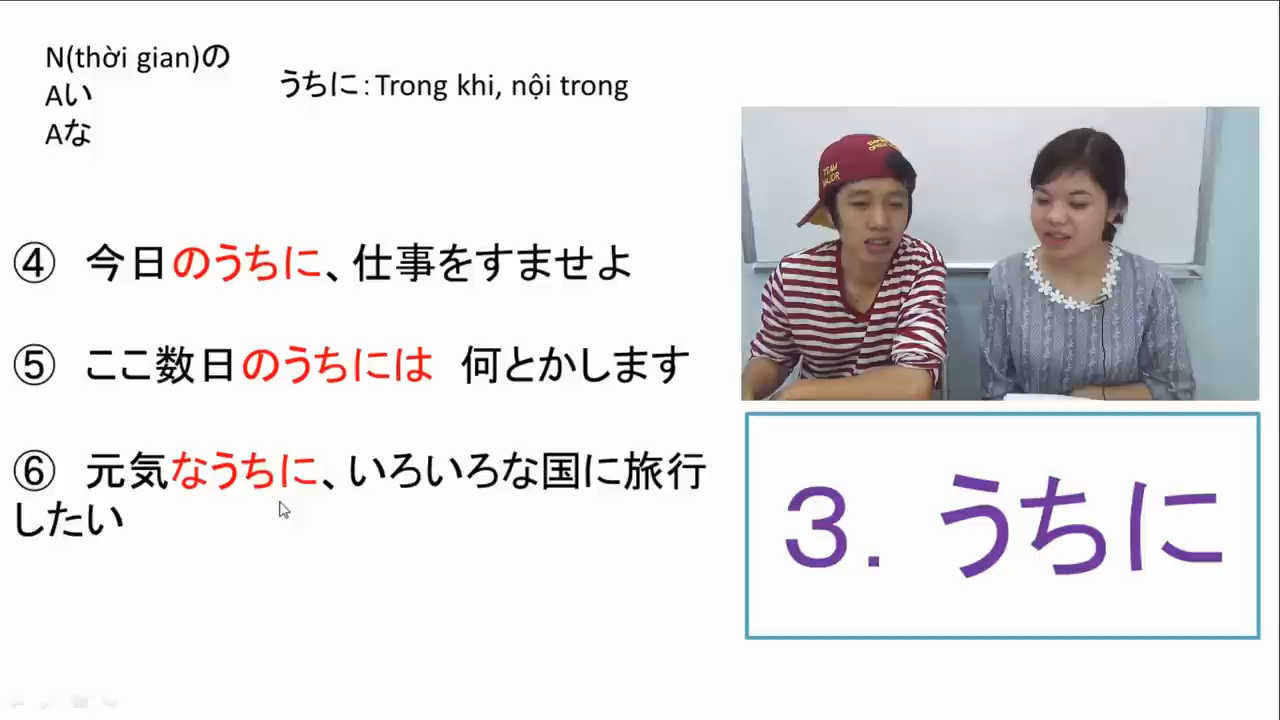 N(thời gian)の
Aい
Aな
うちに：Trong khi, nội trong
④　今日のうちに、仕事をすませよ
⑤　ここ数日のうちには　何とかします
⑥　元気なうちに、いろいろな国に旅行
したい
TEAM
MAJOR
３．うちに